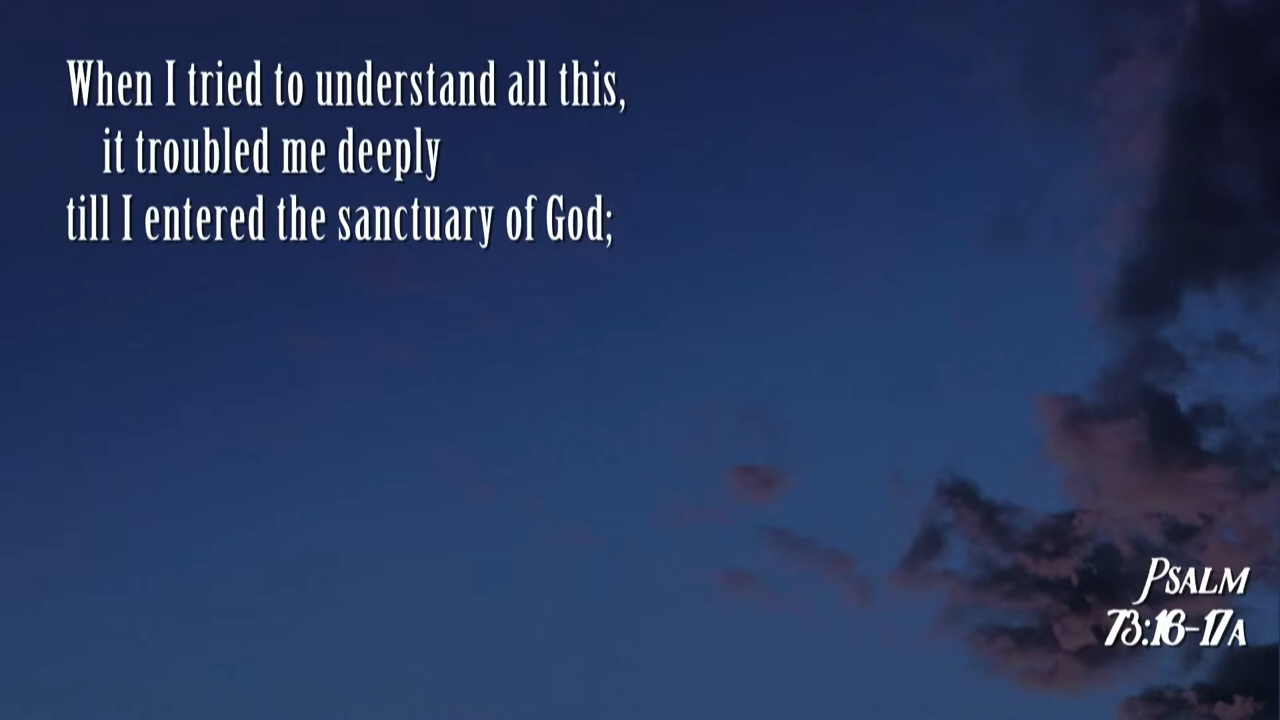 When I tried to understand all this,
it troubled me deeply
till I entered the sanctuary of God;
Psalm
73:16-17a